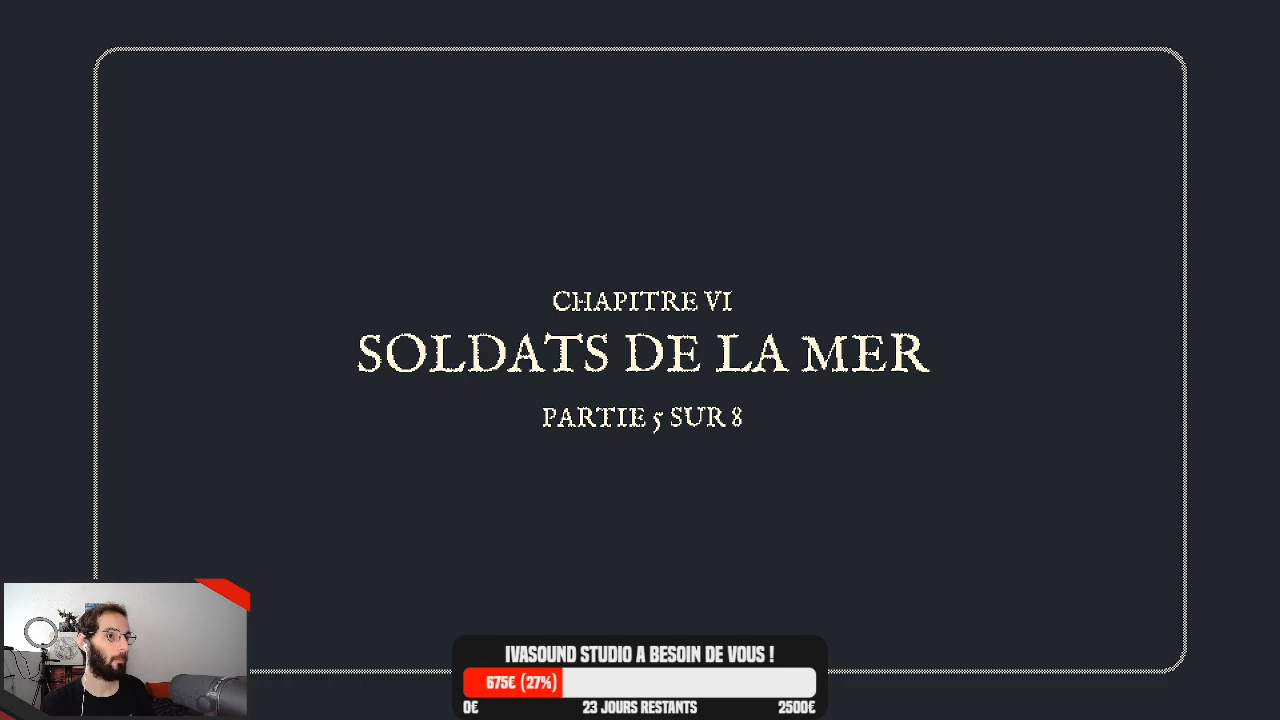 CHAPITRE VI
SOLDATS DE LA MER
PARTIE 5 SUR 8
IVASOUND STUDIO A BESOIN DE VOUS !
675€ (27%)
0€ 23 JOURS RESTANTS 2500€